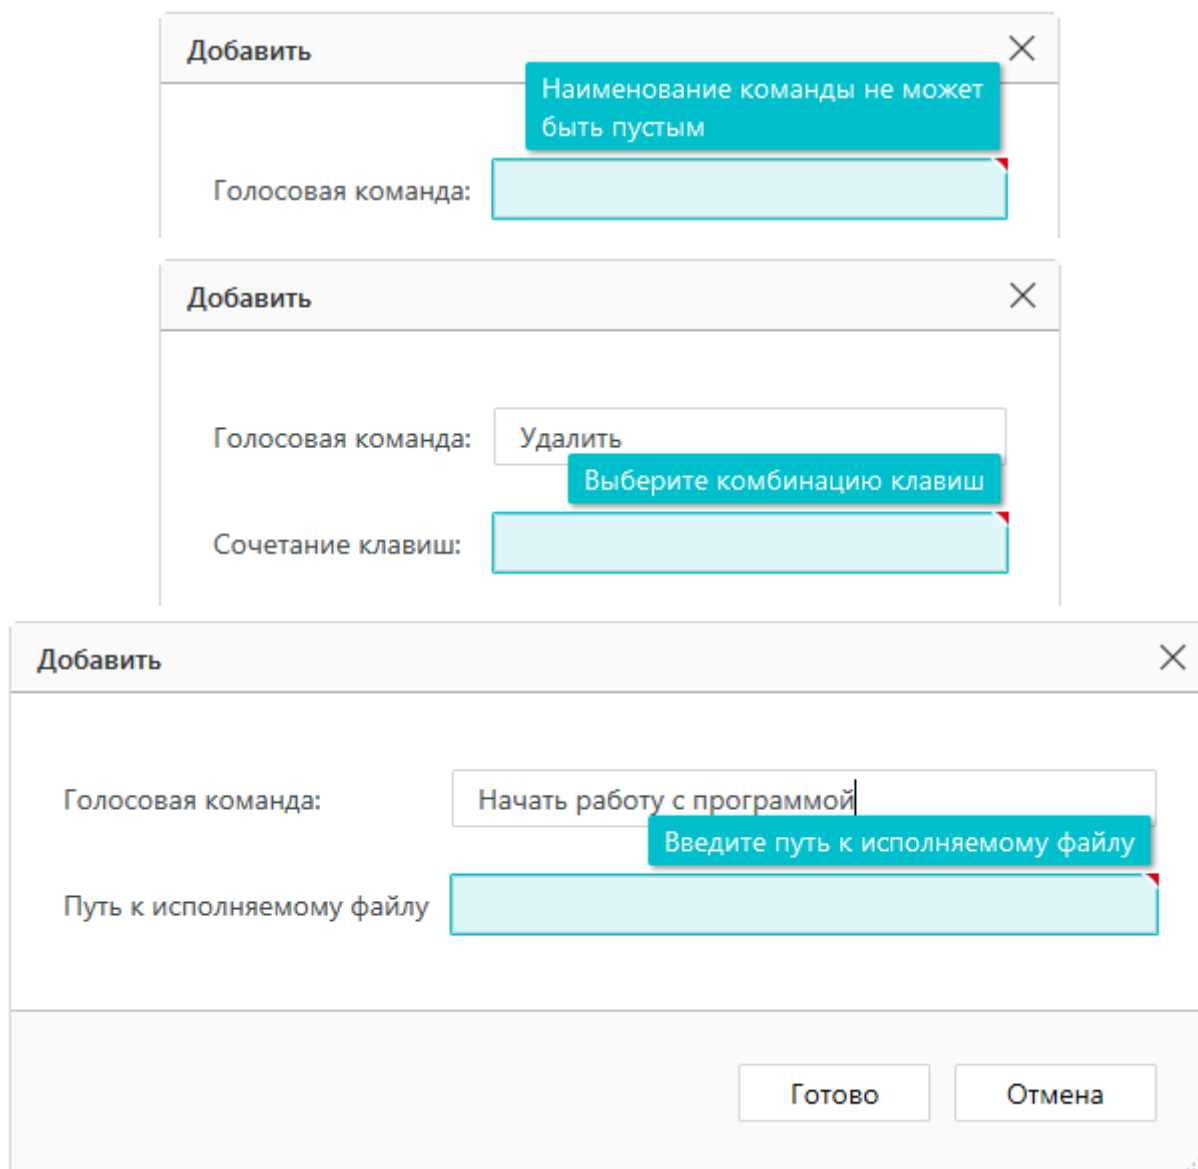 Добавить
Наименование команды не может
быть пустым
Голосовая команда:
Добавить
Голосовая команда: Удалить
Выберите комбинацию клавиш
Сочетание клавиш:
Добавить
Голосовая команда: Начать работу с программой
Введите путь к исполняемому файлу
Путь к исполняемому файлу
Готово Отмена